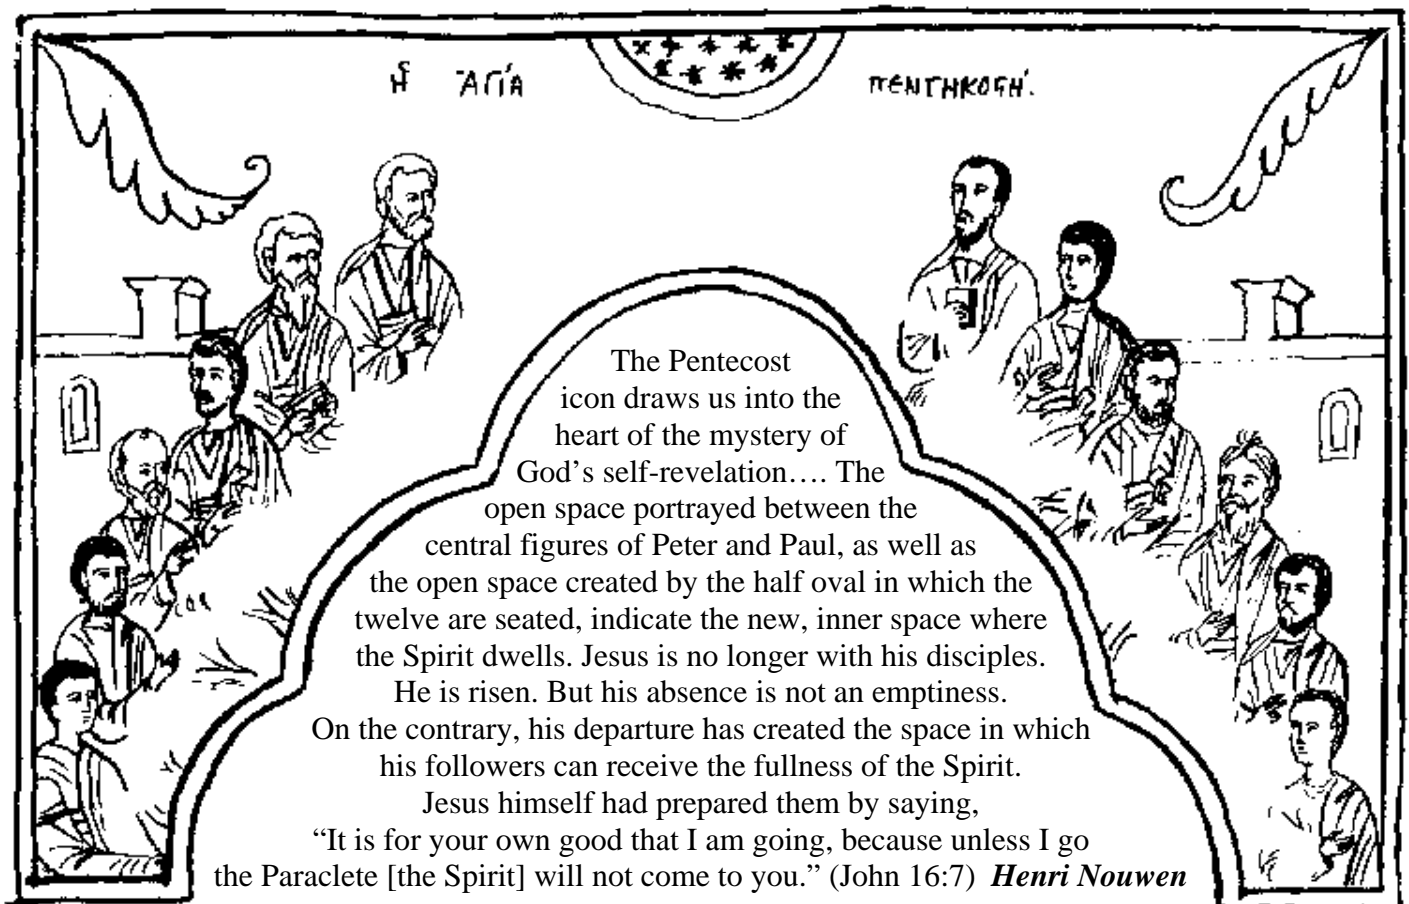 Ἡ ἉΓΊΑ ΠΕΝΤΗΚΟΣΤΉ.
The Pentecost
icon draws us into the
heart of the mystery of
God’s self-revelation…. The
open space portrayed between the
central figures of Peter and Paul, as well as
the open space created by the half oval in which the
twelve are seated, indicate the new, inner space where
the Spirit dwells. Jesus is no longer with his disciples.
He is risen. But his absence is not an emptiness.
On the contrary, his departure has created the space in which
his followers can receive the fullness of the Spirit.
Jesus himself had prepared them by saying,
“It is for your own good that I am going, because unless I go
the Paraclete [the Spirit] will not come to you.” (John 16:7) Henri Nouwen